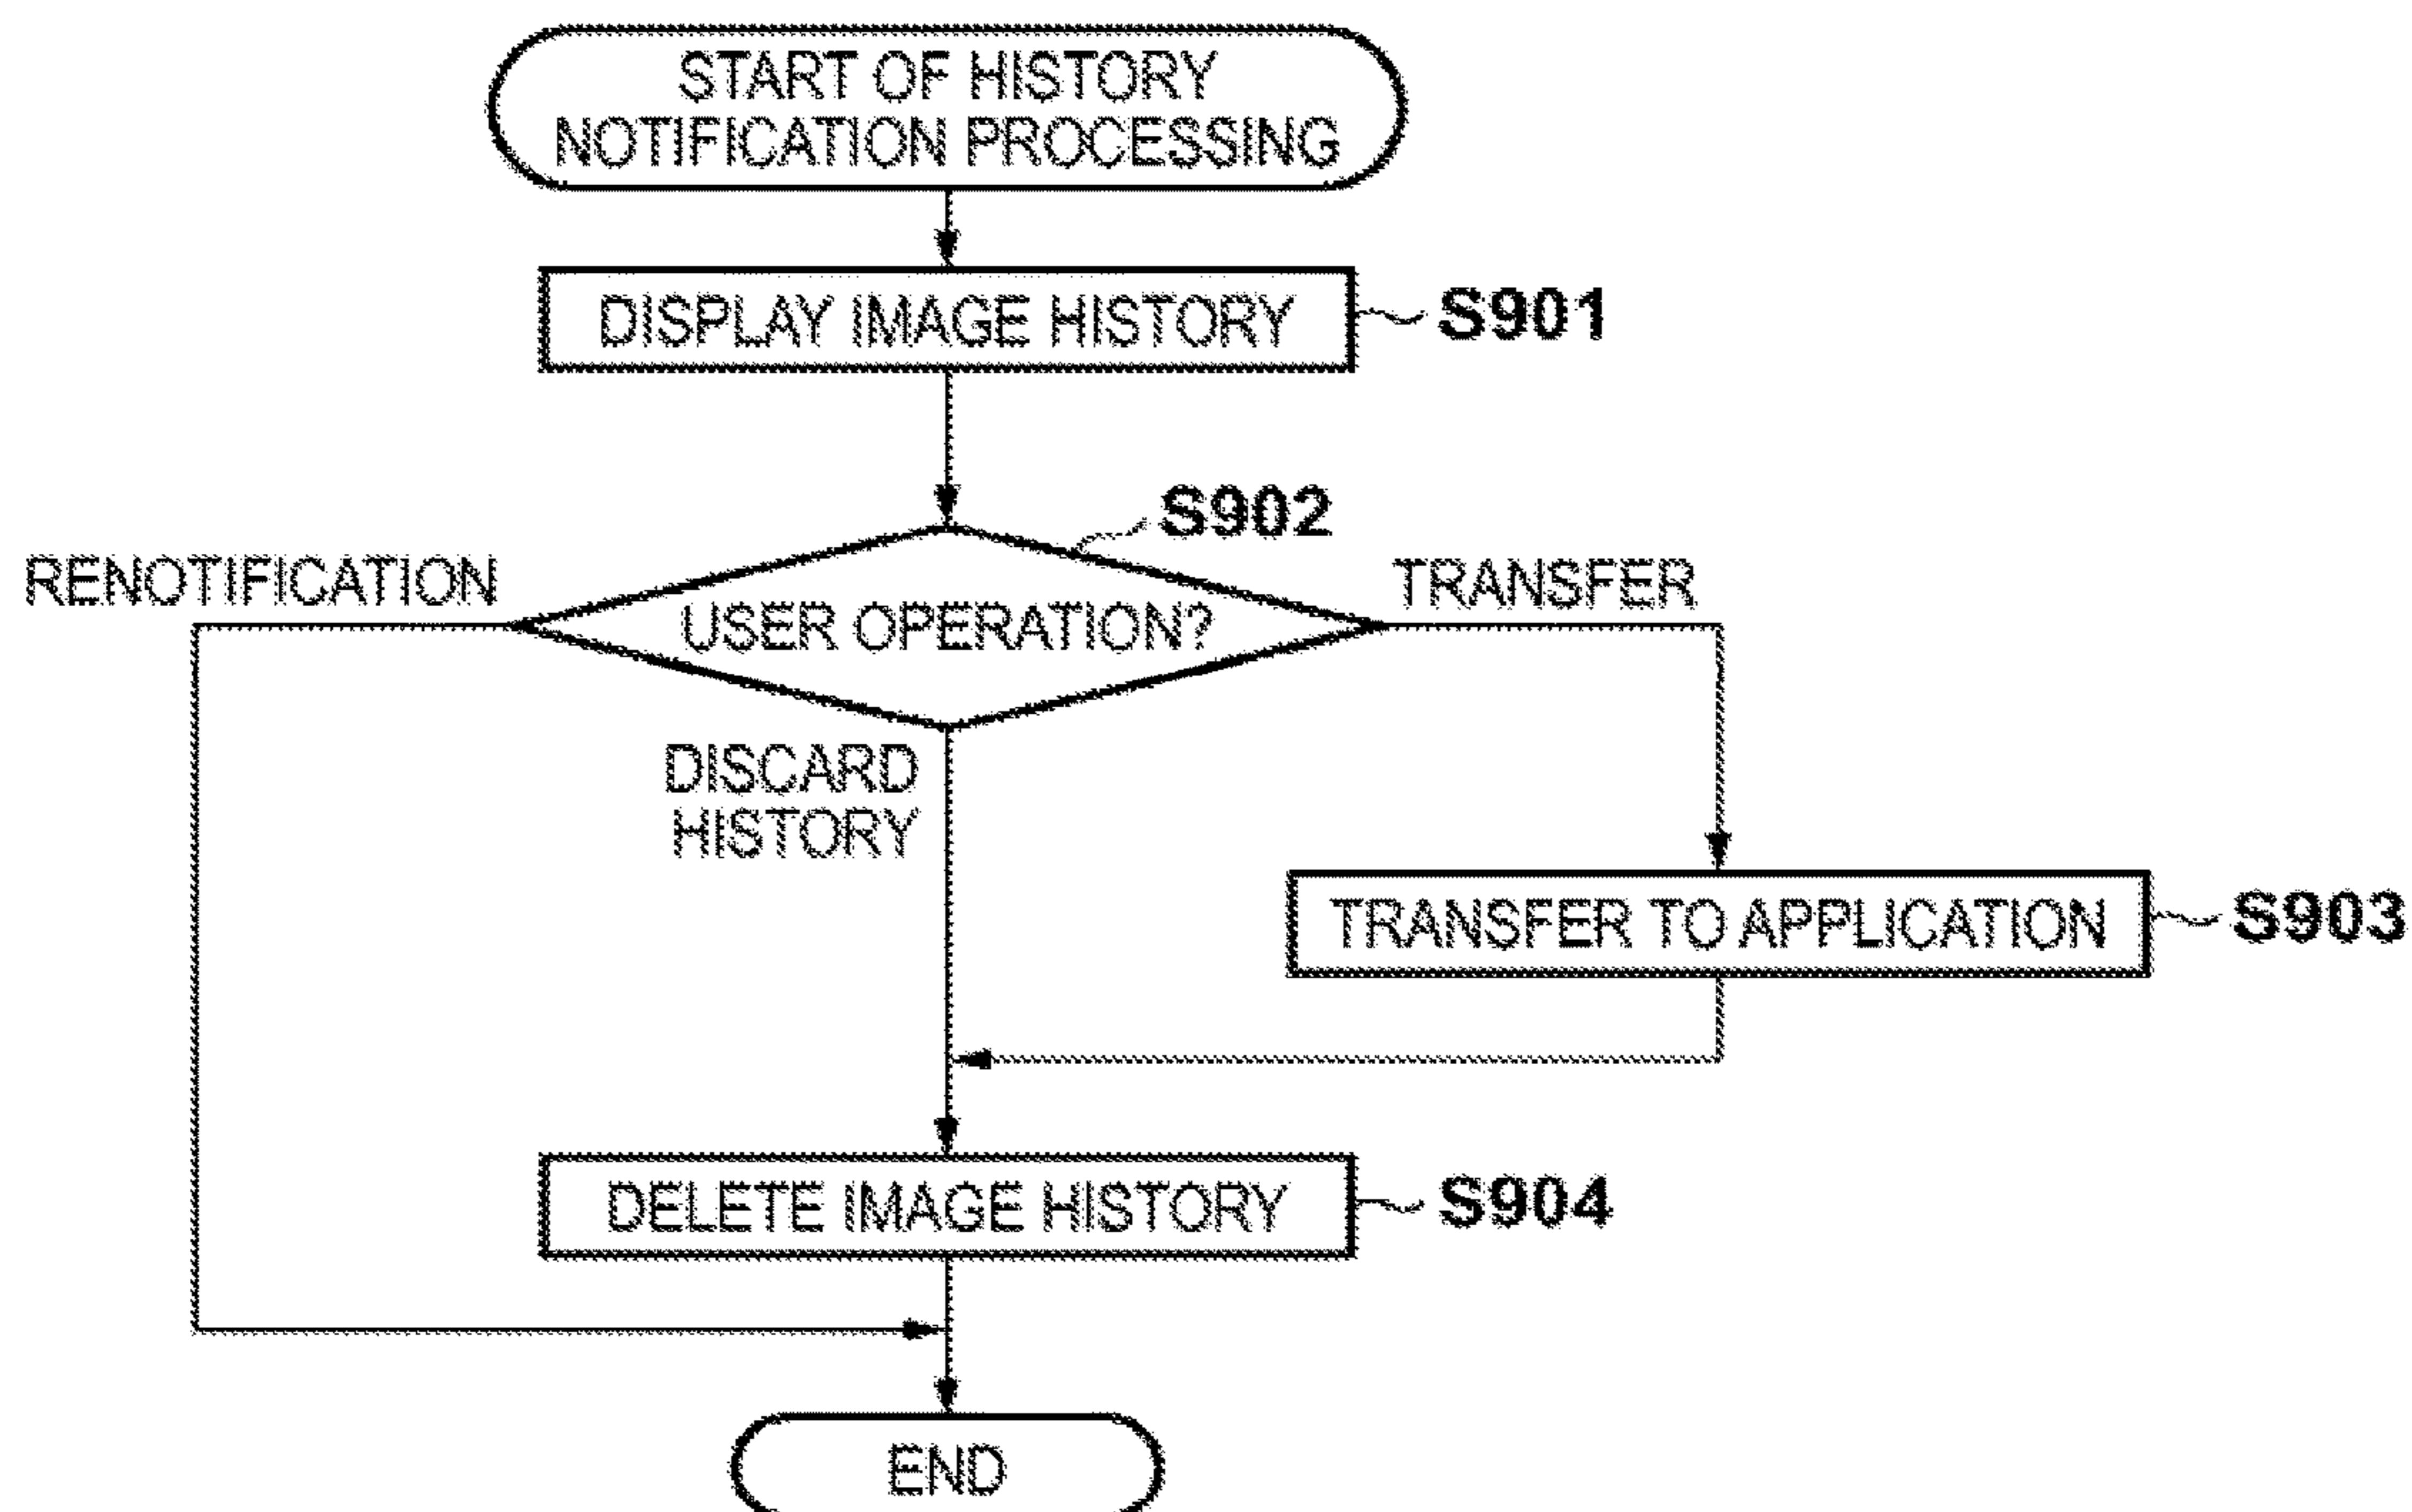 START OF HISTORY
NOTIFICATION PROCESSING
DISPLAY IMAGE HISTORY
S901
S902
RENOTIFICATION
USER OPERATION?
TRANSFER
DISCARD
HISTORY
TRANSFER TO APPLICATION
S903
DELETE IMAGE HISTORY
S904
END